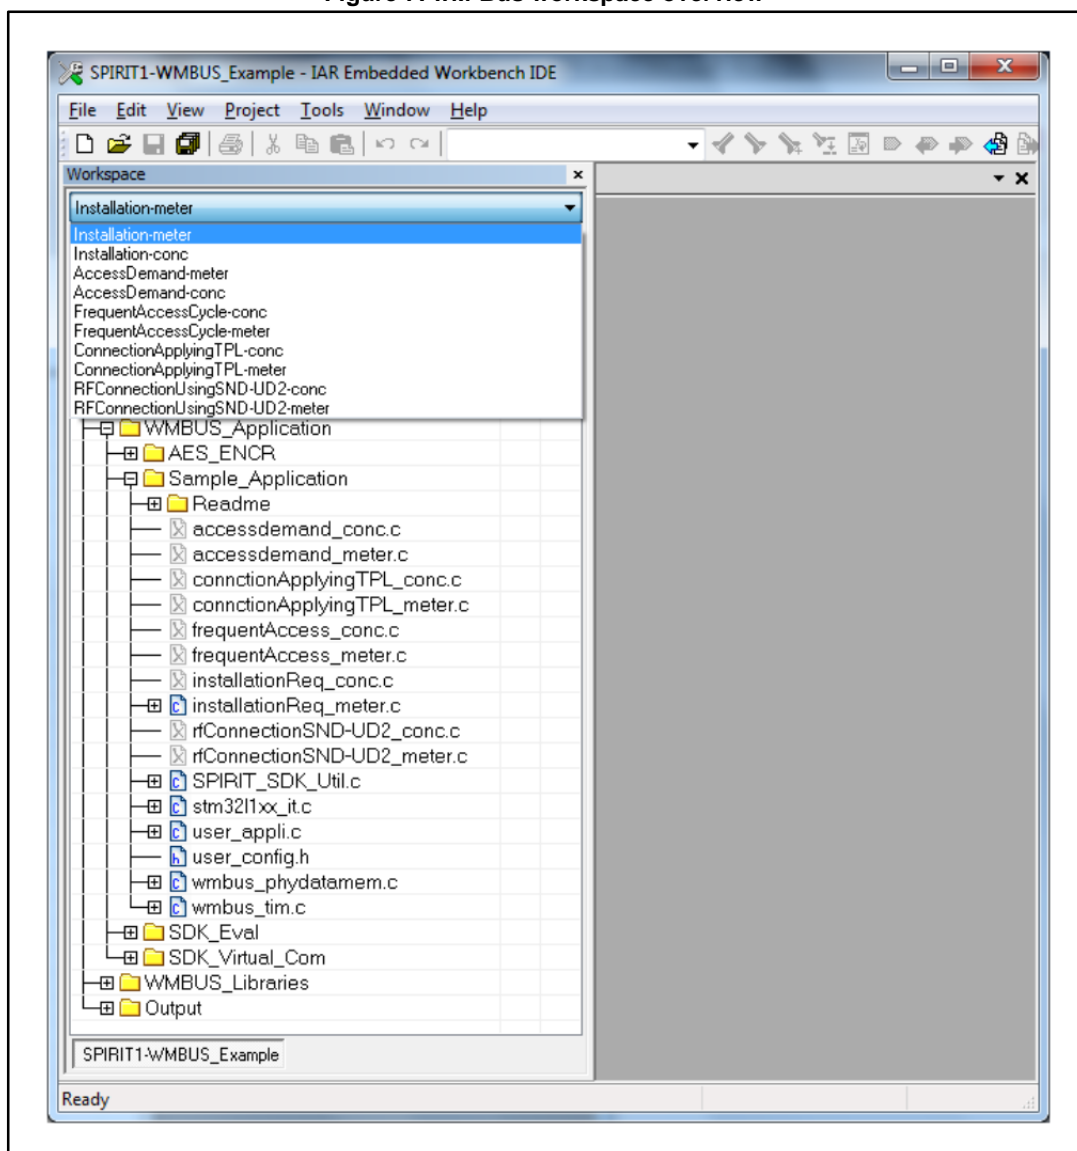 SPIRIT1-WMBUS_Example - IAR Embedded Workbench IDE
File Edit View Project Tools Window Help
Workspace
Installation-meter
Installation-meter
Installation-conc
AccessDemand-meter
AccessDemand-conc
FrequentAccessCycle-conc
FrequentAccessCycle-meter
ConnectionApplyingTPL-conc
ConnectionApplyingTPL-meter
RFConnectionUsingSND-UD2-conc
RFConnectionUsingSND-UD2-meter
WMBUS_Application
AES_ENCR
Sample_Application
Readme
accessdemand_conc.c
accessdemand_meter.c
connctionApplyingTPL_conc.c
connctionApplyingTPL_meter.c
frequentAccess_conc.c
frequentAccess_meter.c
installationReq_conc.c
installationReq_meter.c
rfConnectionSND-UD2_conc.c
rfConnectionSND-UD2_meter.c
SPIRIT_SDK_Util.c
stm32l1xx_it.c
user_appli.c
user_config.h
wmbus_phydatamem.c
wmbus_tim.c
SDK_Eval
SDK_Virtual_Com
WMBUS_Libraries
Output
SPIRIT1-WMBUS_Example
Ready